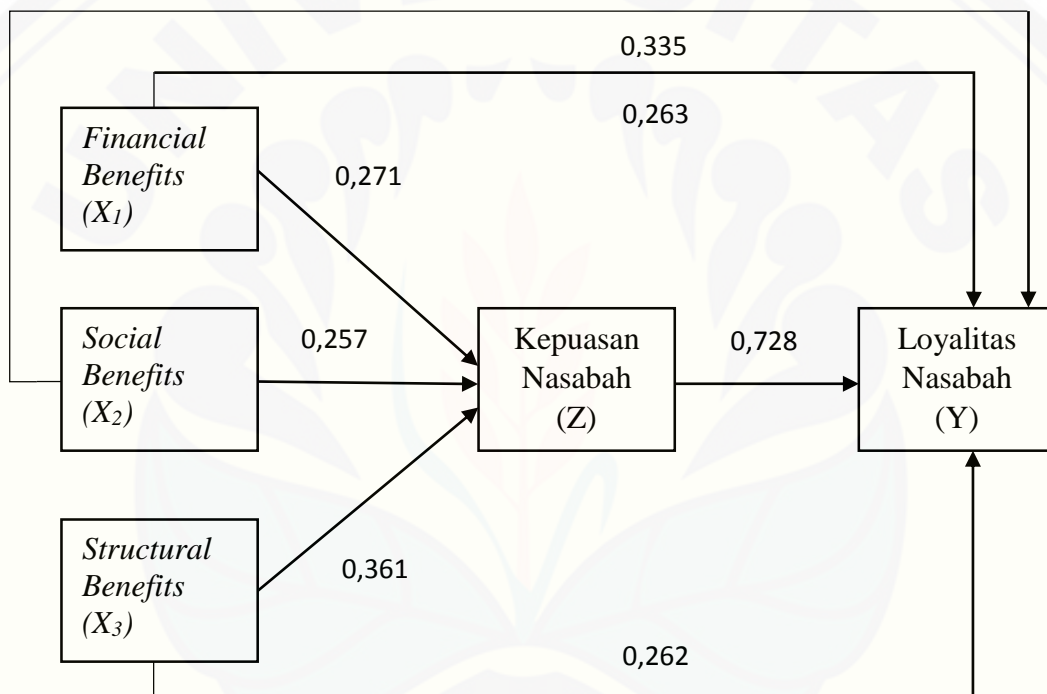 UNIVERSITAS
0,335
0,263
Financial
Benefits
(X1)
0,271
Social
Benefits
(X2)
0,257
Kepuasan
Nasabah
(Z)
0,728
Loyalitas
Nasabah
(Y)
Structural
Benefits
(X3)
0,361
0,262